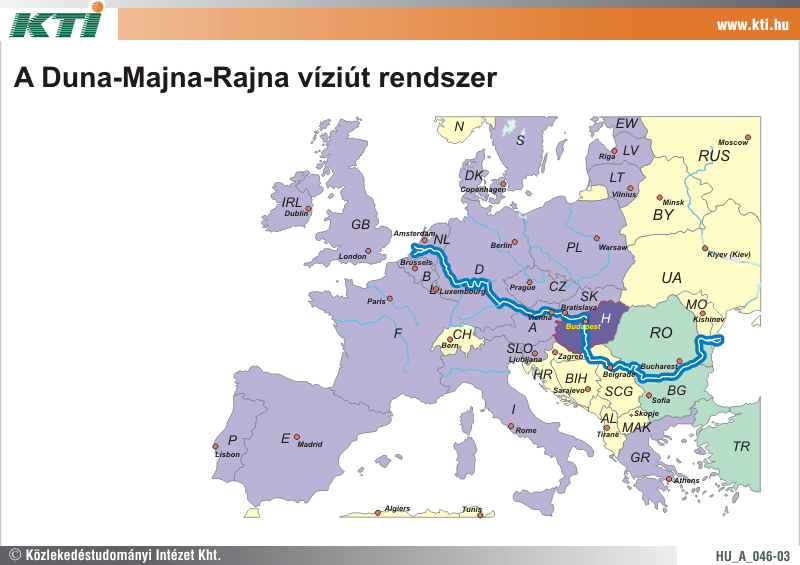 KTI
www.kti.hu
A Duna-Majna-Rajna víziút rendszer
N
S
EW
Moscow
RUS
Riga
LV
DK
Copenhagen
LT
Vilnius
IRL
Dublin
Minsk
BY
GB
Amsterdam
NL
Berlin
PL
Warsaw
London
Kiyev (Kiev)
Brussels
B
D
UA
L
Luxembourg
Prague
CZ
Paris
SK
Bratislava
MO
Kishinev
Vienna
H
Budapest
A
RO
F
CH
Bern
SLO
Ljubljana
Zagreb
Bucharest
HR
BIH
Belgrade
Sarajevo
SCG
BG
Sofia
I
Skopje
AL
MAK
Tirane
Rome
P
E
Madrid
Lisbon
GR
TR
Athens
Algiers
Tunis
© Közlekedéstudományi Intézet Kht.
HU_A_046-03